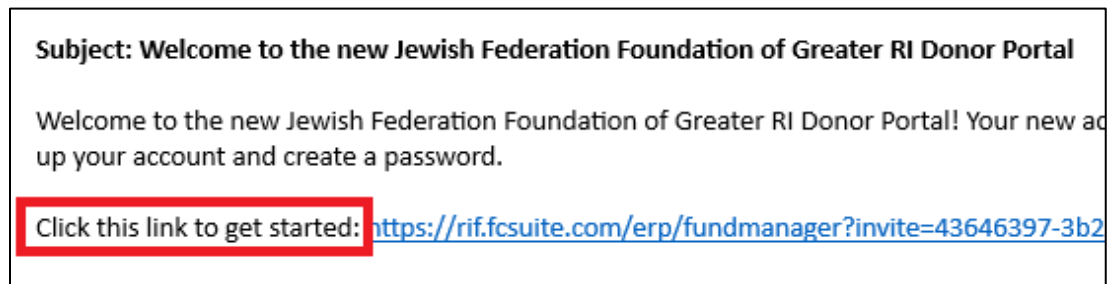 Subject: Welcome to the new Jewish Federation Foundation of Greater RI Donor Portal
Welcome to the new Jewish Federation Foundation of Greater RI Donor Portal! Your new
up your account and create a password.
Click this link to get started: https://rif.fcsuite.com/erp/fundmanager?invite=43646397-3b2